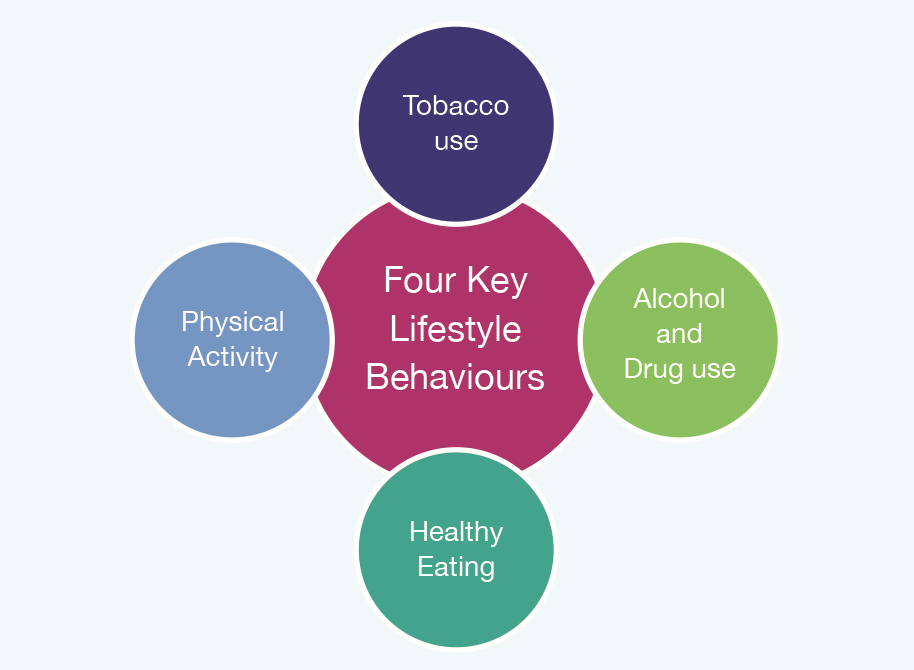 Tobacco
use
Four Key
Lifestyle
Behaviours
Physical
Activity
Alcohol
and
Drug use
Healthy
Eating